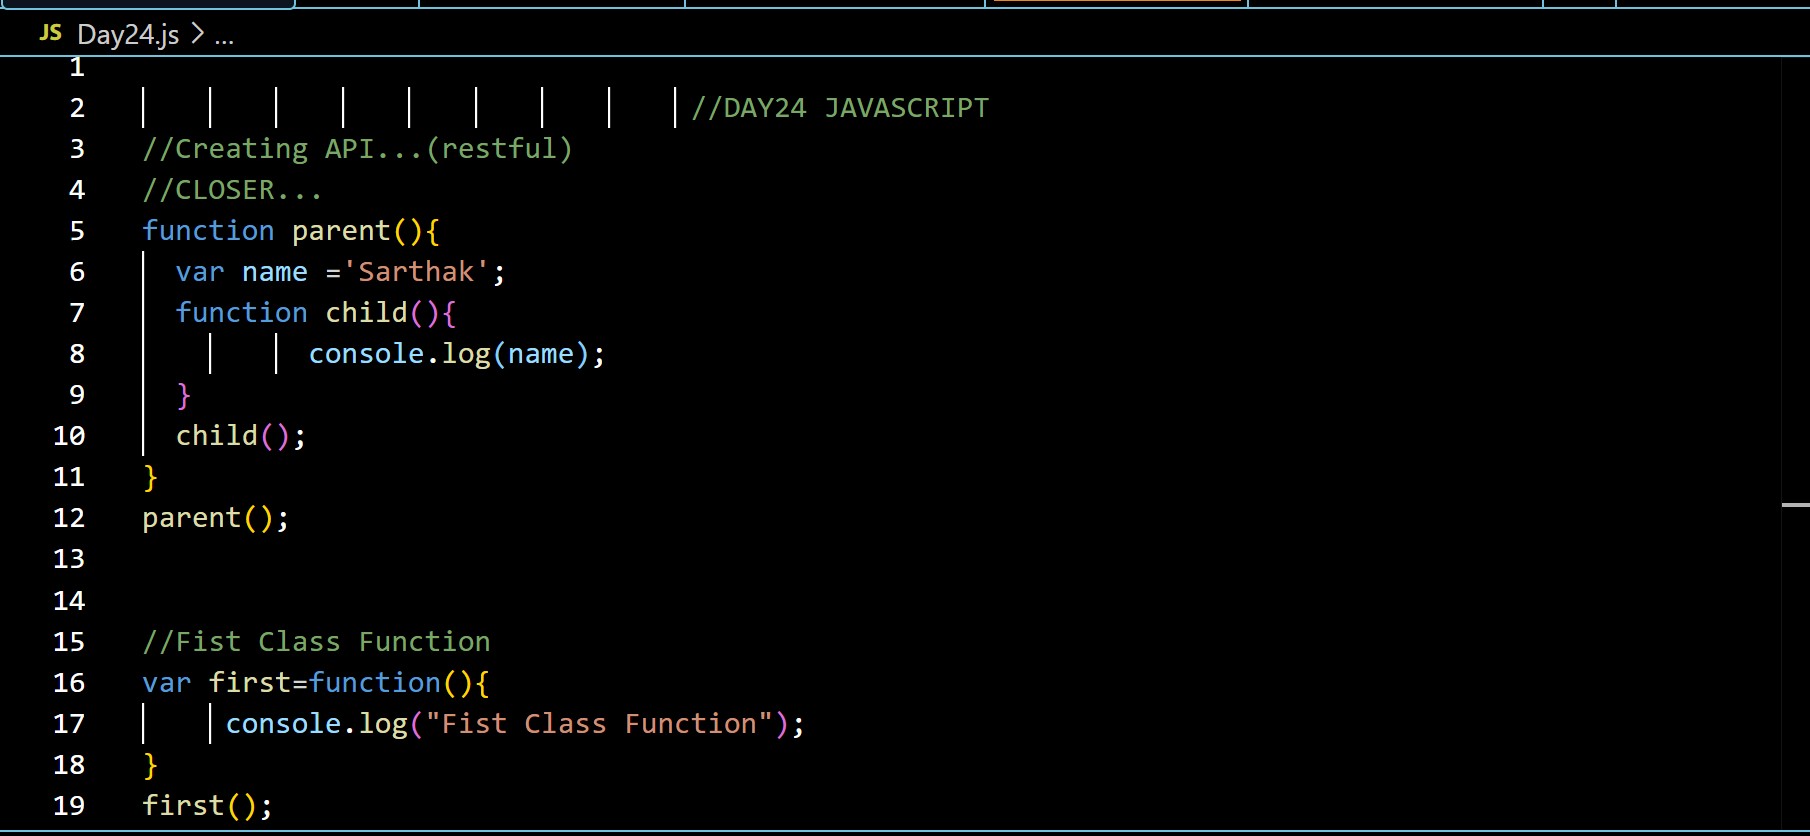 JS Day24.js > ...
1
2 //DAY24 JAVASCRIPT
3 //Creating API...(restful)
4 //CLOSER...
5 function parent(){
6 var name ='Sarthak';
7 function child(){
8 console.log(name);
9 }
10 child();
11 }
12 parent();
13
14
15 //Fist Class Function
16 var first=function(){
17 console.log("Fist Class Function");
18 }
19 first();